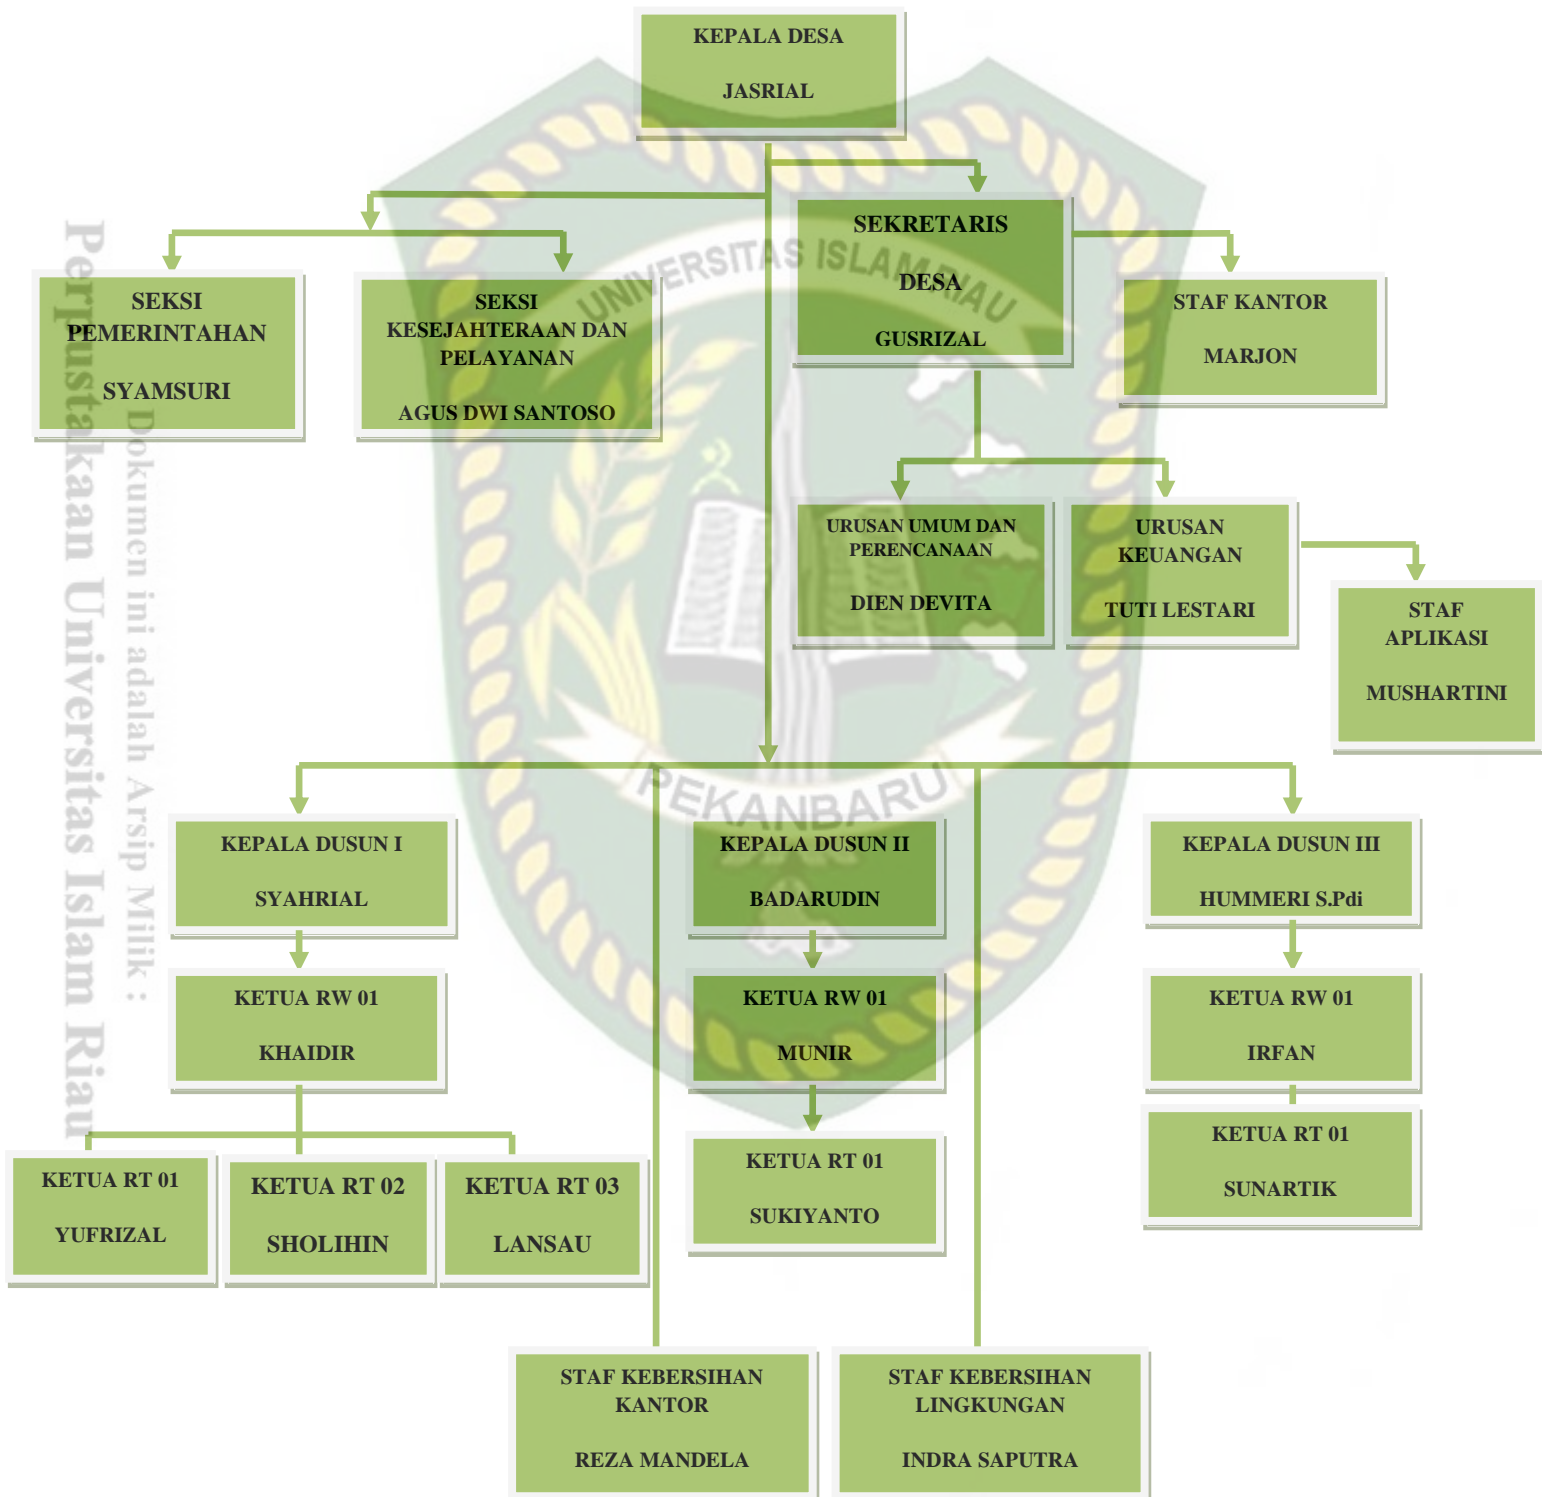 KEPALA DESA
JASRIAL
SEKRETARIS
DESA
GUSRIZAL
SEKSI
PEMERINTAHAN
SYAMSURI
SEKSI
KESEJAHTERAAN DAN
PELAYANAN
AGUS DWI SANTOSO
STAF KANTOR
MARJON
URUSAN UMUM DAN
PERENCANAAN
DIEN DEVITA
URUSAN
KEUANGAN
TUTI LESTARI
STAF
APLIKASI
MUSHARTINI
KEPALA DUSUN I
SYAHRIAL
KEPALA DUSUN II
BADARUDIN
KEPALA DUSUN III
HUMMERI S.Pdi
KETUA RW 01
KHAIDIR
KETUA RW 01
MUNIR
KETUA RW 01
IRFAN
KETUA RT 01
YUFRIZAL
KETUA RT 02
SHOLIHIN
KETUA RT 03
LANSAU
KETUA RT 01
SUKIYANTO
KETUA RT 01
SUNARTIK
STAF KEBERSIHAN
KANTOR
REZA MANDELA
STAF KEBERSIHAN
LINGKUNGAN
INDRA SAPUTRA
UNIVERSITAS ISLAM RIAU
PEKANBARU
Dokumen ini adalah Arsip Milik :
Perpustakaan Universitas Islam Riau